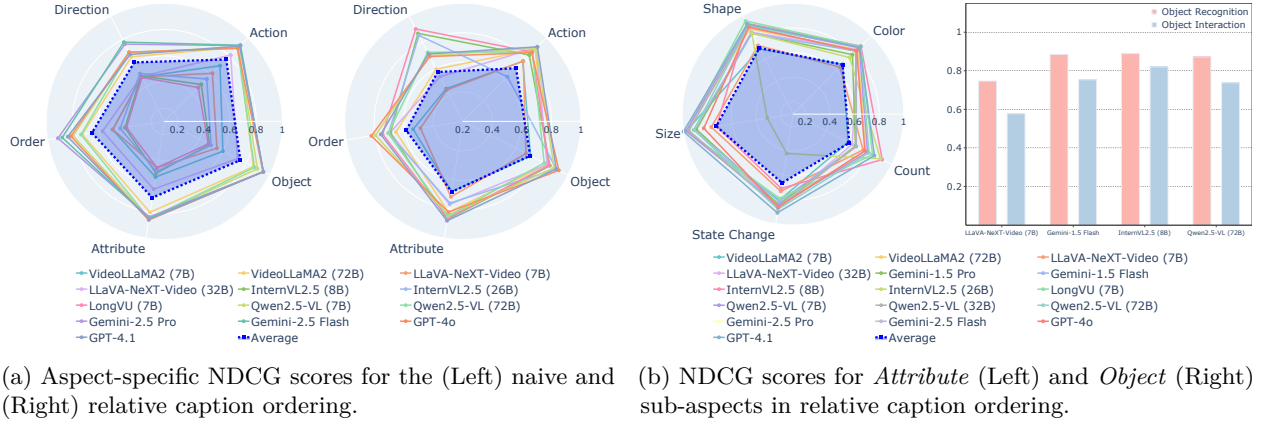 Direction
Action
Order
Object
Attribute
0.2
0.4
0.6
0.8
1
Direction
Action
Order
Object
Attribute
0.2
0.4
0.6
0.8
1
VideoLLaMA2 (7B)
VideoLLaMA2 (72B)
LLaVA-NeXT-Video (7B)
LLaVA-NeXT-Video (32B)
InternVL2.5 (8B)
InternVL2.5 (26B)
LongVU (7B)
Qwen2.5-VL (7B)
Qwen2.5-VL (72B)
Gemini-2.5 Pro
Gemini-2.5 Flash
GPT-4o
GPT-4.1
Average
Shape
Color
Size
Count
State Change
0.2
0.4
0.6
0.8
1
VideoLLaMA2 (7B)
VideoLLaMA2 (72B)
LLaVA-NeXT-Video (7B)
LLaVA-NeXT-Video (32B)
Gemini-1.5 Pro
Gemini-1.5 Flash
InternVL2.5 (8B)
InternVL2.5 (26B)
LongVU (7B)
Qwen2.5-VL (7B)
Qwen2.5-VL (32B)
Qwen2.5-VL (72B)
Gemini-2.5 Pro
Gemini-2.5 Flash
GPT-4o
GPT-4.1
Average
Object Recognition
Object Interaction
1
0.8
0.6
0.4
0.2
LLaVA-NeXT-Video (7B)
Gemini-1.5 Flash
InternVL2.5 (8B)
Qwen2.5-VL (72B)
(a) Aspect-specific NDCG scores for the (Left) naive and
(Right) relative caption ordering.
(b) NDCG scores for Attribute (Left) and Object (Right)
sub-aspects in relative caption ordering.